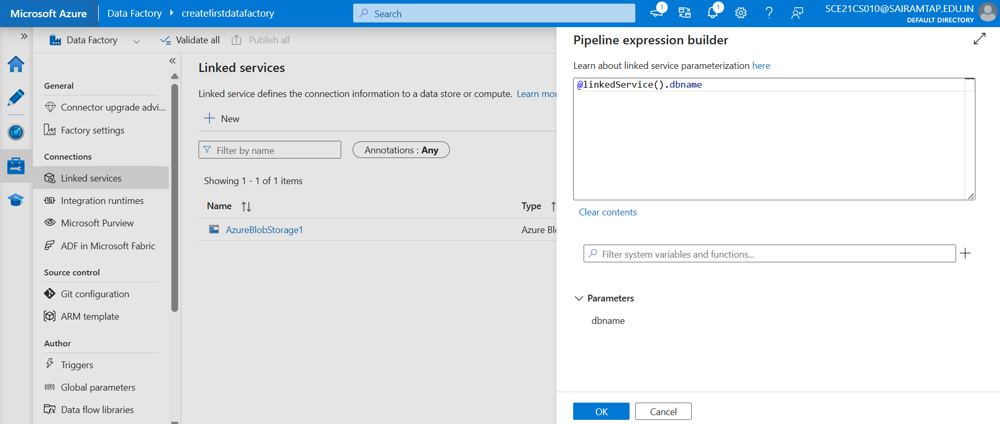 Microsoft Azure
Data Factory
createfirstdatafactory
Search
1
1
SCE21CS010@SAIRAMTAP.EDU.IN
DEFAULT DIRECTORY
Data Factory
Validate all
Publish all
General
Connector upgrade advi...
Factory settings
Connections
Linked services
Integration runtimes
Microsoft Purview
ADF in Microsoft Fabric
Source control
Git configuration
ARM template
Author
Triggers
Global parameters
Data flow libraries
Linked services
Linked service defines the connection information to a data store or compute. Learn mor
New
Filter by name
Annotations : Any
Showing 1 - 1 of 1 items
Name
Type
AzureBlobStorage1
Azure Blo
Pipeline expression builder
Learn about linked service parameterization here
@linkedService().dbname
Clear contents
Filter system variables and functions...
Parameters
dbname
OK
Cancel